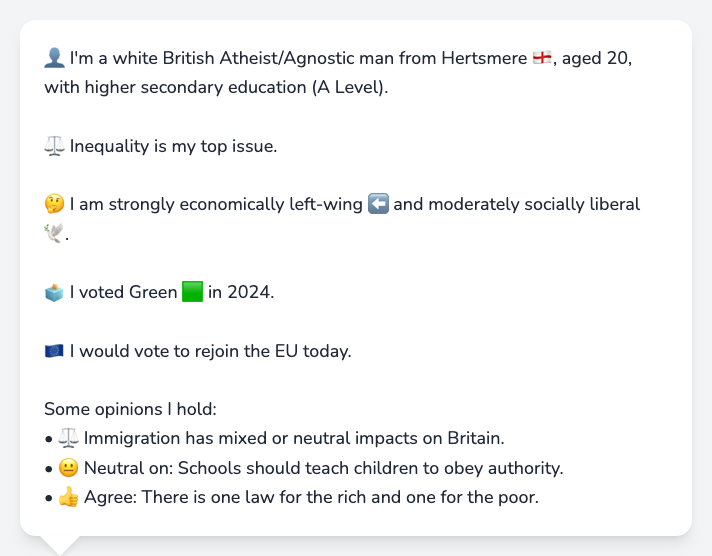 👤 I'm a white British Atheist/Agnostic man from Hertsmere 🏴󠁧󠁢󠁥󠁮󠁧󠁿, aged 20,
with higher secondary education (A Level).
⚖️ Inequality is my top issue.
🤔 I am strongly economically left-wing ⬅️ and moderately socially liberal
🕊️.
🗳️ I voted Green 🟩 in 2024.
🇪🇺 I would vote to rejoin the EU today.
Some opinions I hold:
• ⚖️ Immigration has mixed or neutral impacts on Britain.
• 😐 Neutral on: Schools should teach children to obey authority.
• 👍 Agree: There is one law for the rich and one for the poor.